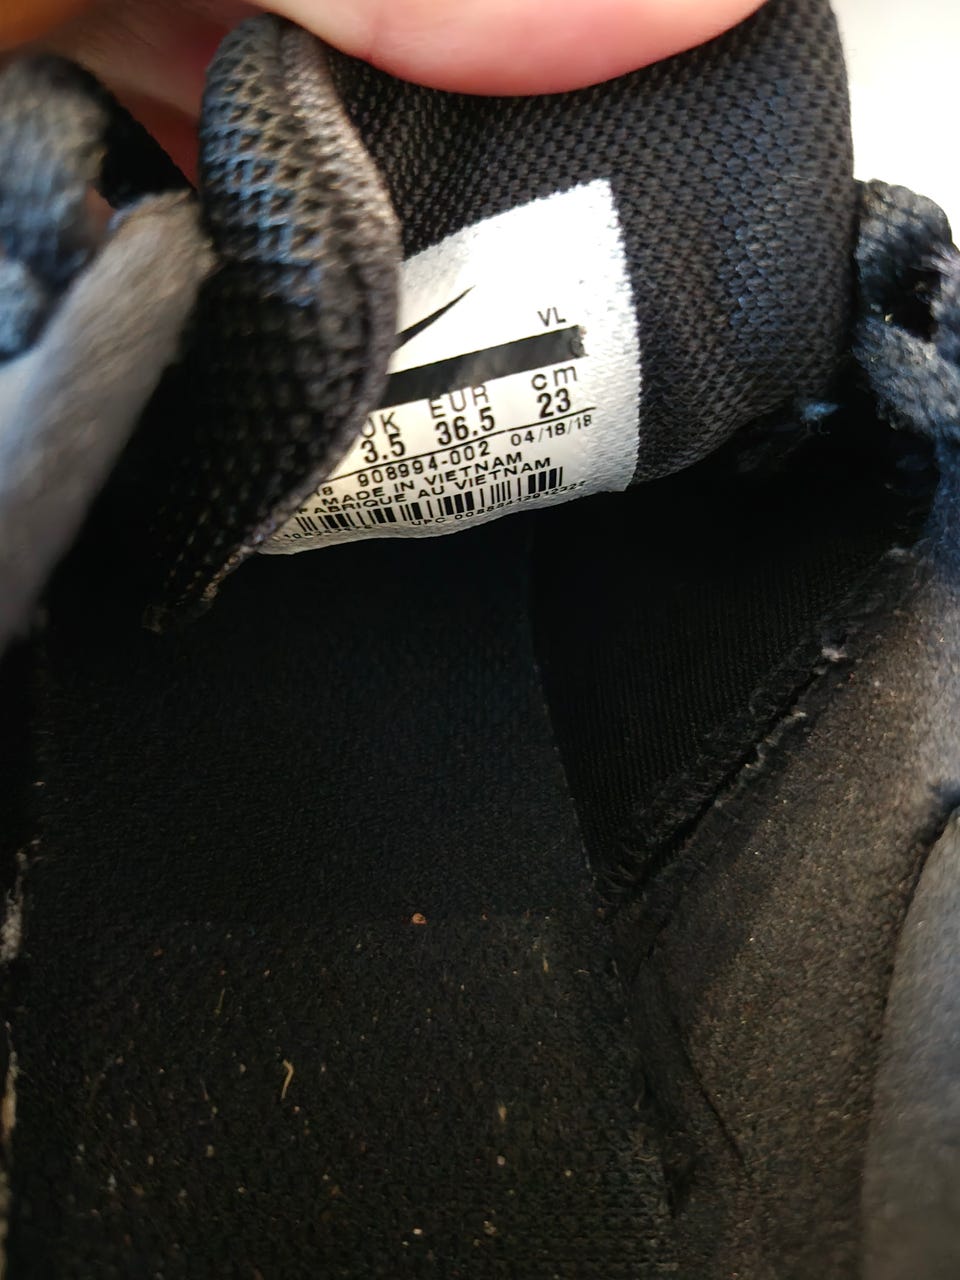 VL
UK EUR cm
3.5 36.5 23
908994-002 04/18/18
MADE IN VIETNAM
FABRIQUE AU VIETNAM
UPC